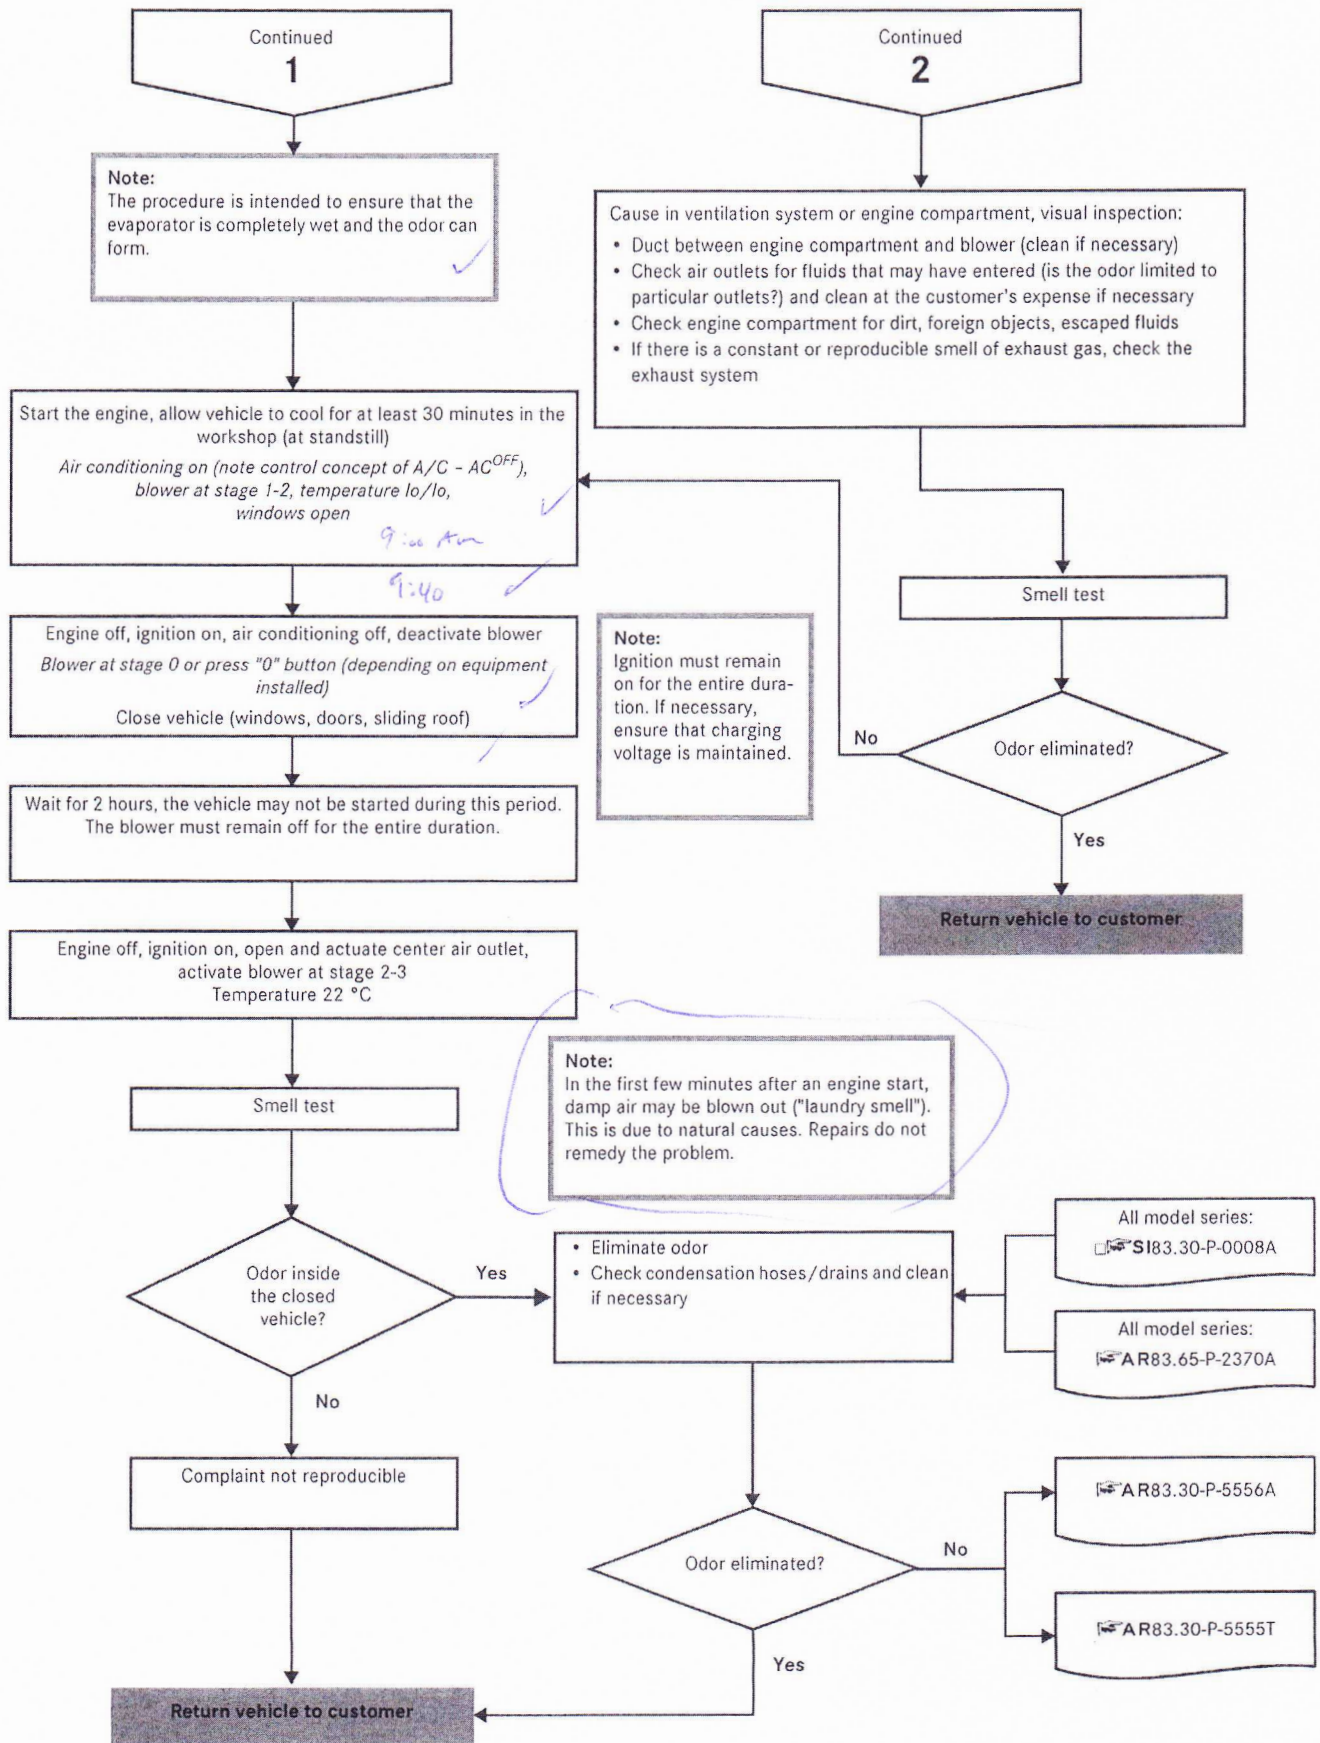 Continued
1
Note:
The procedure is intended to ensure that the
evaporator is completely wet and the odor can
form.
Start the engine, allow vehicle to cool for at least 30 minutes in the
workshop (at standstill)
Air conditioning on (note control concept of A/C – AC^OFF),
blower at stage 1-2, temperature lo/lo,
windows open
9:00 Am
9:40
Engine off, ignition on, air conditioning off, deactivate blower
Blower at stage 0 or press "0" button (depending on equipment
installed)
Close vehicle (windows, doors, sliding roof)
Wait for 2 hours, the vehicle may not be started during this period.
The blower must remain off for the entire duration.
Engine off, ignition on, open and actuate center air outlet,
activate blower at stage 2-3
Temperature 22 °C
Smell test
Odor inside
the closed
vehicle?
Yes
No
Complaint not reproducible
Return vehicle to customer
Continued
2
Cause in ventilation system or engine compartment, visual inspection:
• Duct between engine compartment and blower (clean if necessary)
• Check air outlets for fluids that may have entered (is the odor limited to
particular outlets?) and clean at the customer's expense if necessary
• Check engine compartment for dirt, foreign objects, escaped fluids
• If there is a constant or reproducible smell of exhaust gas, check the
exhaust system
Smell test
Note:
Ignition must remain
on for the entire dura-
tion. If necessary,
ensure that charging
voltage is maintained.
No
Odor eliminated?
Yes
Return vehicle to customer
Note:
In the first few minutes after an engine start,
damp air may be blown out ("laundry smell").
This is due to natural causes. Repairs do not
remedy the problem.
• Eliminate odor
• Check condensation hoses/drains and clean
if necessary
All model series:
SI83.30-P-0008A
All model series:
AR83.65-P-2370A
Odor eliminated?
No
Yes
AR83.30-P-5556A
AR83.30-P-5555T